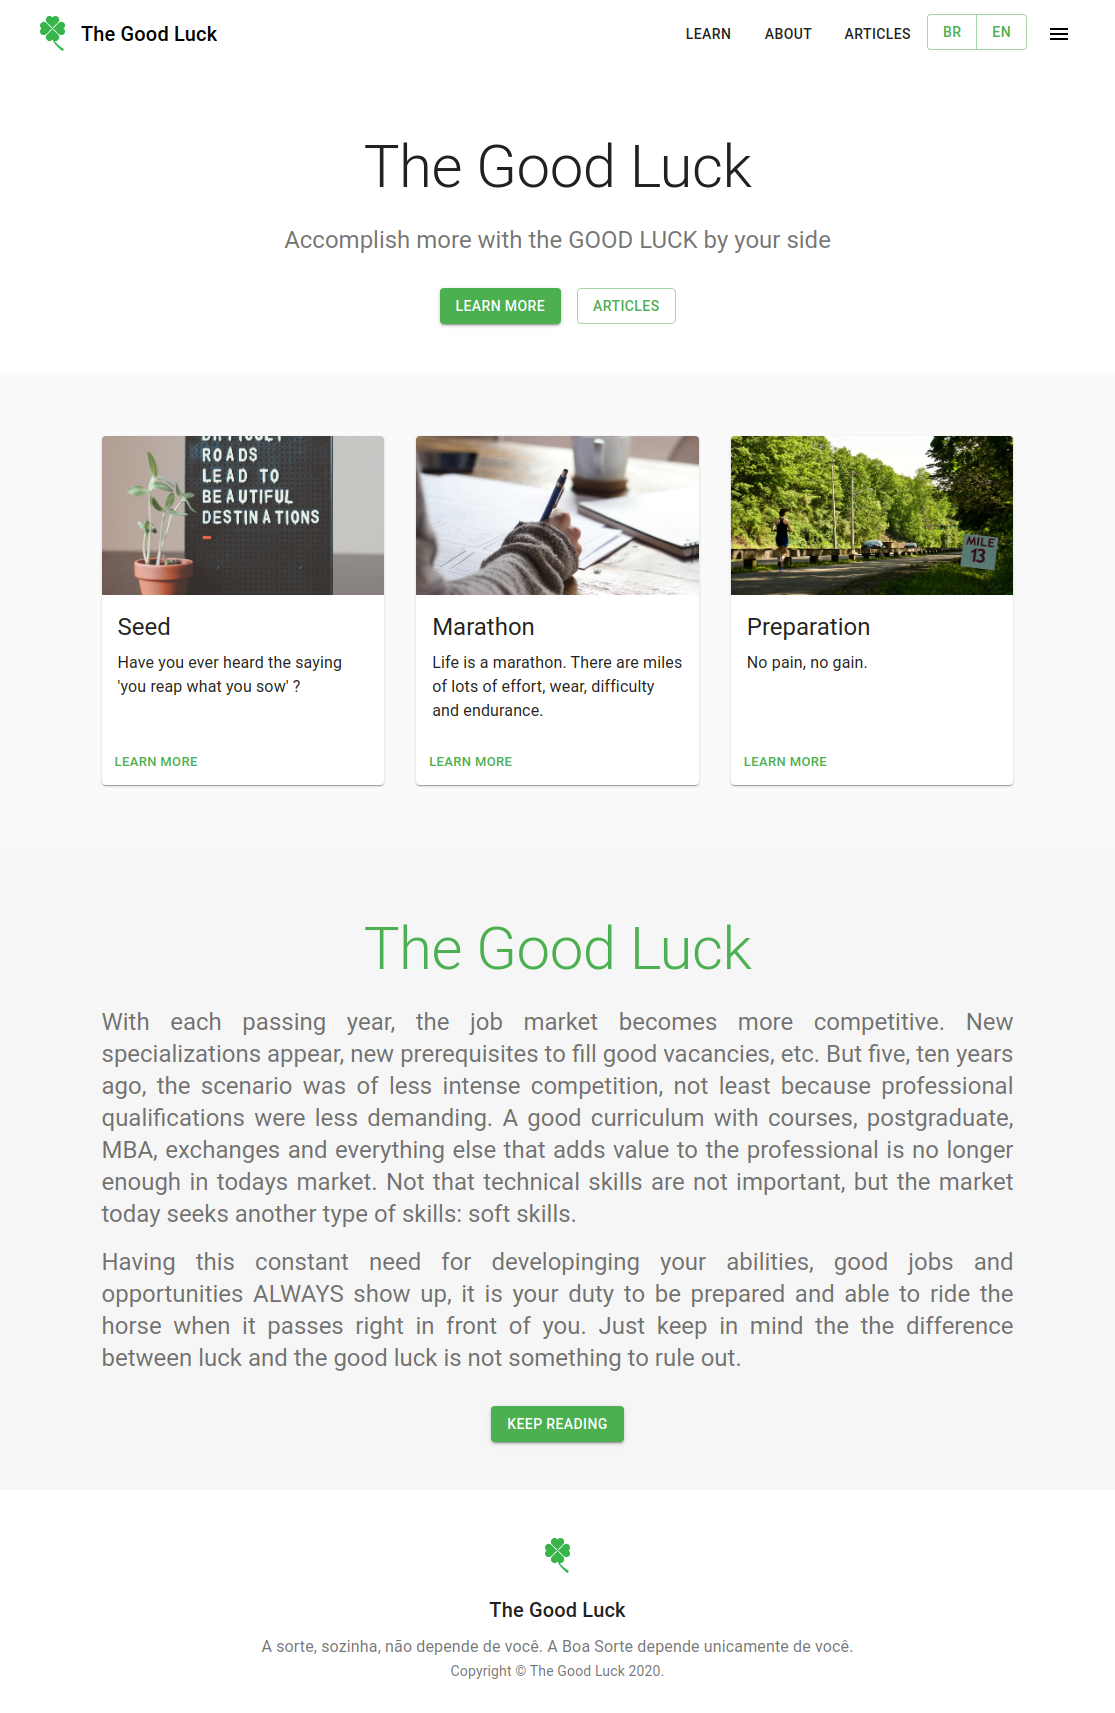 The Good Luck
LEARN ABOUT ARTICLES BR EN
The Good Luck
Accomplish more with the GOOD LUCK by your side
LEARN MORE ARTICLES
DIFFICULT
ROADS
LEAD TO
BEAUTIFUL
DESTINATIONS
MILE
13
Seed
Have you ever heard the saying
'you reap what you sow' ?
LEARN MORE
Marathon
Life is a marathon. There are miles
of lots of effort, wear, difficulty
and endurance.
LEARN MORE
Preparation
No pain, no gain.
LEARN MORE
The Good Luck
With each passing year, the job market becomes more competitive. New
specializations appear, new prerequisites to fill good vacancies, etc. But five, ten years
ago, the scenario was of less intense competition, not least because professional
qualifications were less demanding. A good curriculum with courses, postgraduate,
MBA, exchanges and everything else that adds value to the professional is no longer
enough in todays market. Not that technical skills are not important, but the market
today seeks another type of skills: soft skills.
Having this constant need for developinging your abilities, good jobs and
opportunities ALWAYS show up, it is your duty to be prepared and able to ride the
horse when it passes right in front of you. Just keep in mind the the difference
between luck and the good luck is not something to rule out.
KEEP READING
The Good Luck
A sorte, sozinha, não depende de você. A Boa Sorte depende unicamente de você.
Copyright © The Good Luck 2020.